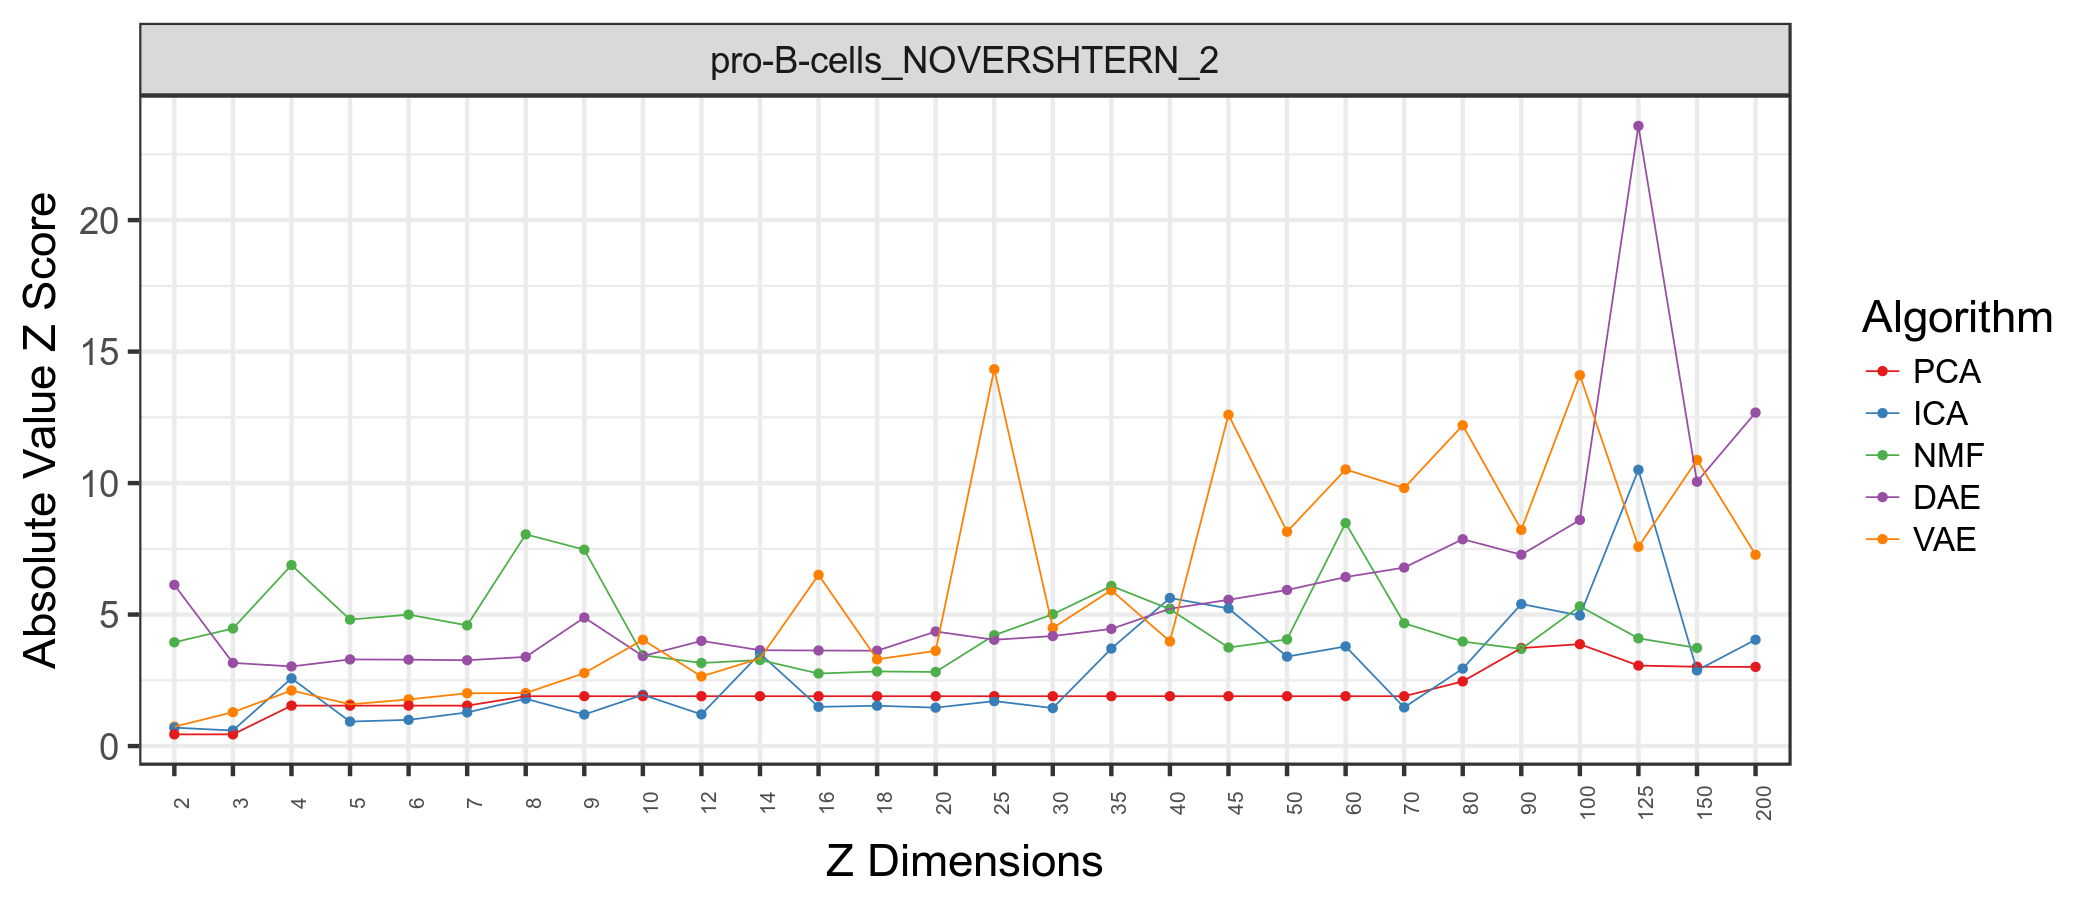 pro-B-cells_NOVERSHTERN_2
Absolute Value Z Score
20
15
10
5
0
2 3 4 5 6 7 8 9 10 12 14 16 18 20 25 30 35 40 45 50 60 70 80 90 100 125 150 200
Z Dimensions
Algorithm
PCA
ICA
NMF
DAE
VAE